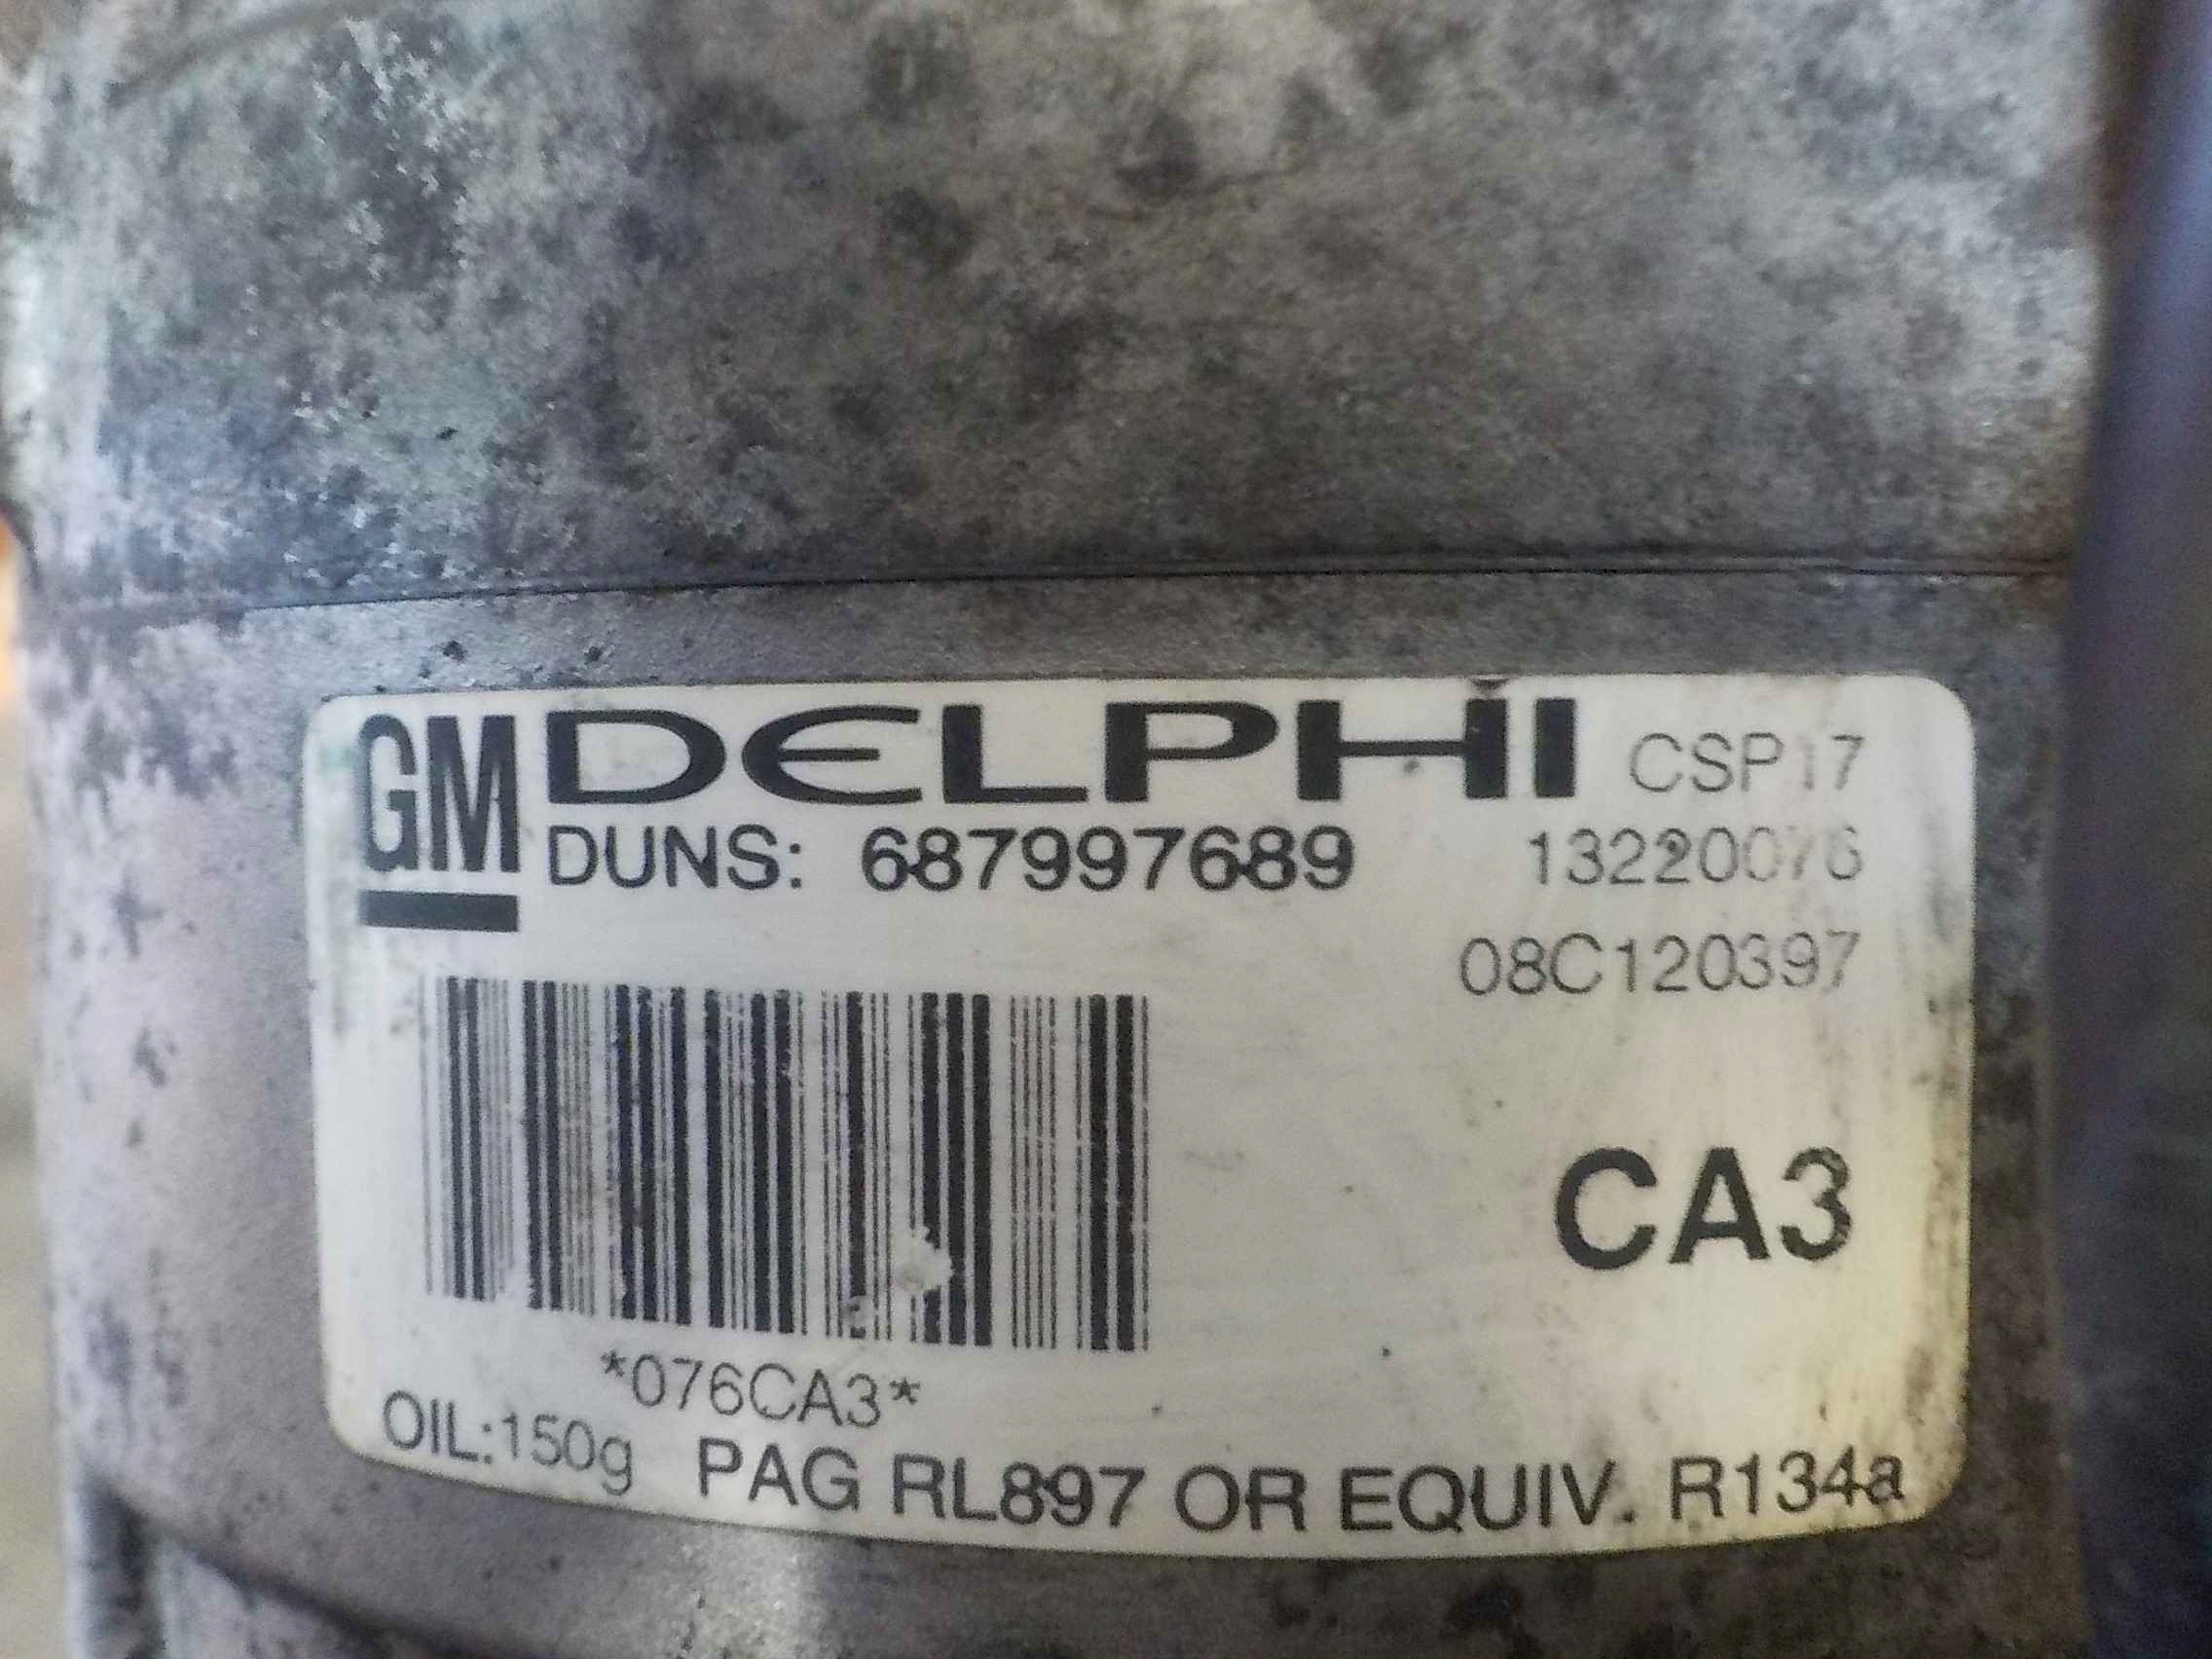 GM DELPHI CSP17
DUNS: 687997689 13220076
08C120397
CA3
*076CA3*
OIL:150g PAG RL897 OR EQUIV. R134a